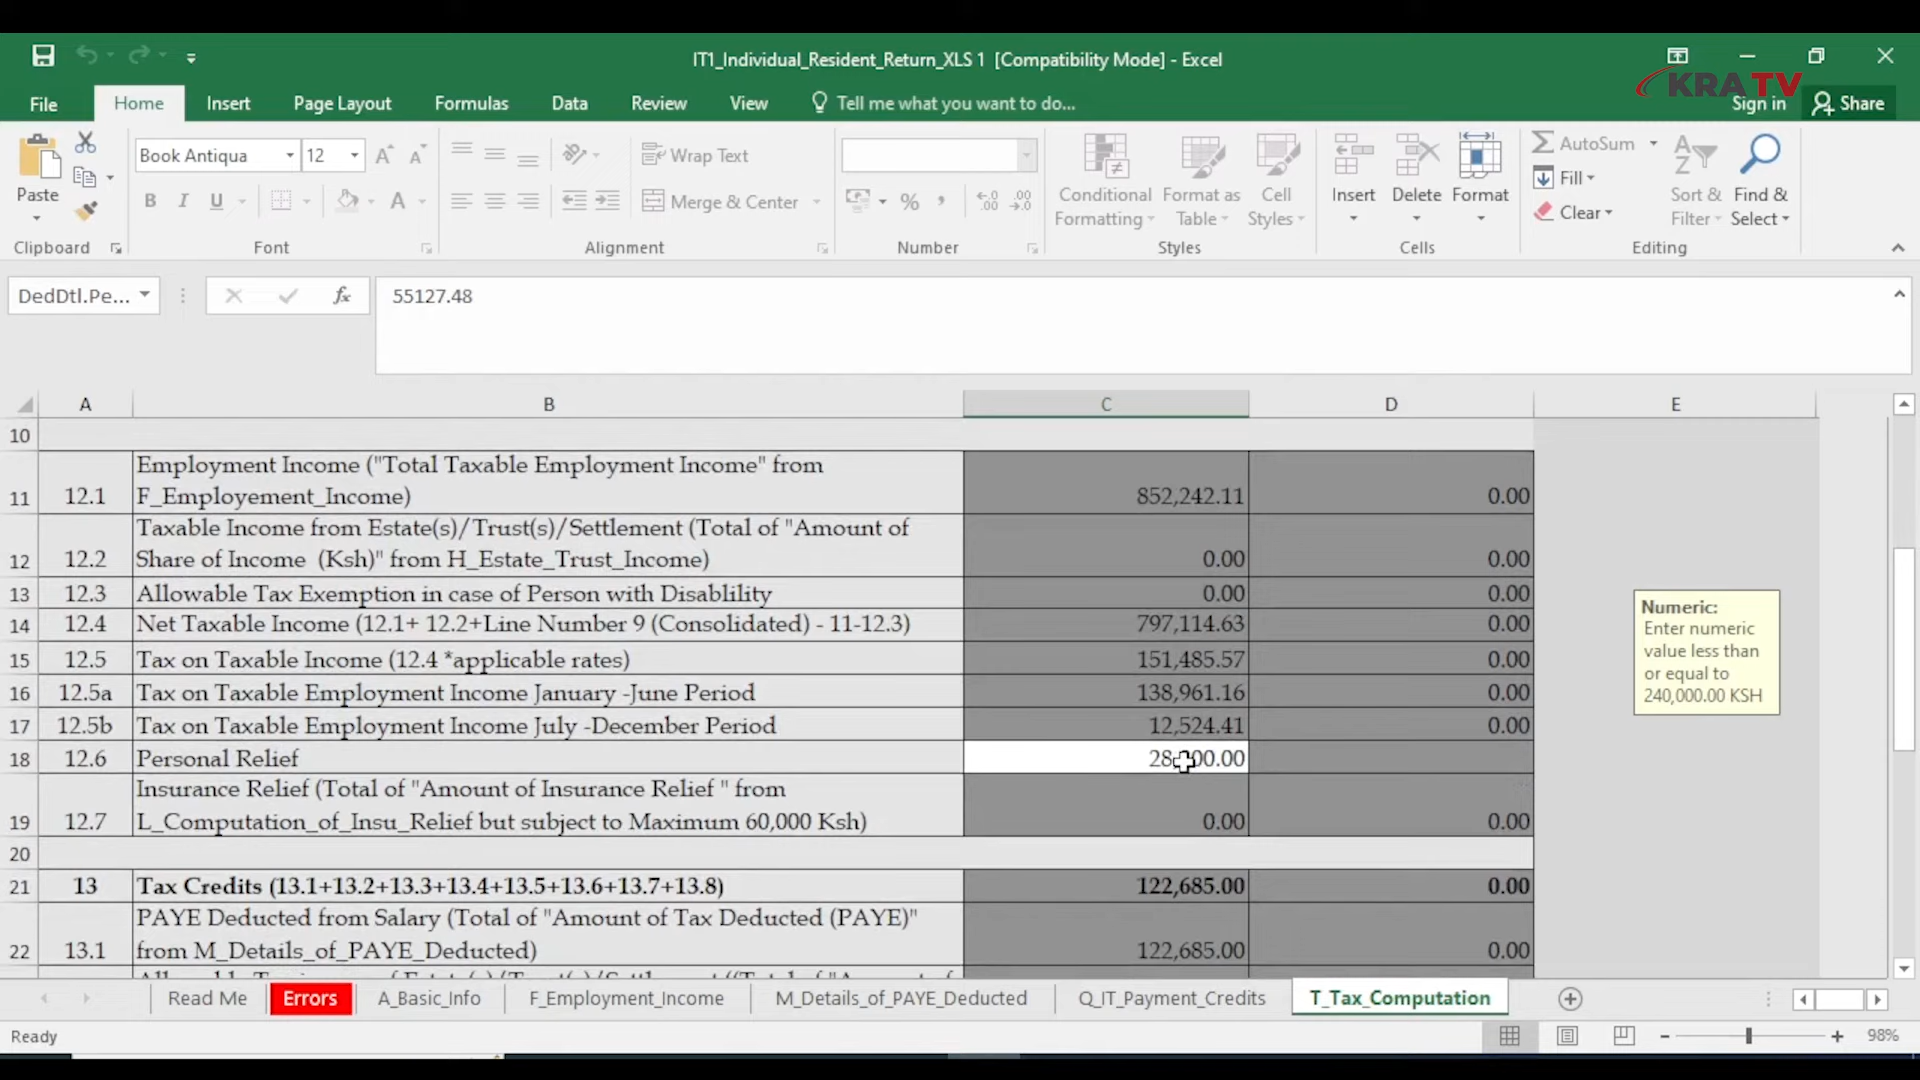 IT1_Individual_Resident_Return_XLS 1 [Compatibility Mode] - Excel
KRA TV
File Home Insert Page Layout Formulas Data Review View Tell me what you want to do... Sign in Share
Paste
Book Antiqua 12
Wrap Text
Merge & Center
Conditional Formatting
Format as Table
Cell Styles
Insert Delete Format
AutoSum
Fill
Clear
Sort & Filter
Find & Select
B I U
Clipboard Font Alignment Number Styles Cells Editing
DedDtl.Pe... fx 55127.48
A B C D E
10
11 12.1 Employment Income ("Total Taxable Employment Income" from
F_Employement_Income) 852,242.11 0.00
12 12.2 Taxable Income from Estate(s)/Trust(s)/Settlement (Total of "Amount of
Share of Income (Ksh)" from H_Estate_Trust_Income) 0.00 0.00
13 12.3 Allowable Tax Exemption in case of Person with Disablility 0.00 0.00
14 12.4 Net Taxable Income (12.1+ 12.2+Line Number 9 (Consolidated) - 11-12.3) 797,114.63 0.00
15 12.5 Tax on Taxable Income (12.4 *applicable rates) 151,485.57 0.00
16 12.5a Tax on Taxable Employment Income January -June Period 138,961.16 0.00
17 12.5b Tax on Taxable Employment Income July -December Period 12,524.41 0.00
18 12.6 Personal Relief
19 12.7 Insurance Relief (Total of "Amount of Insurance Relief " from
L_Computation_of_Insu_Relief but subject to Maximum 60,000 Ksh) 0.00 0.00
20
21 13 Tax Credits (13.1+13.2+13.3+13.4+13.5+13.6+13.7+13.8) 122,685.00 0.00
22 13.1 PAYE Deducted from Salary (Total of "Amount of Tax Deducted (PAYE)"
from M_Details_of_PAYE_Deducted) 122,685.00 0.00
Numeric:
Enter numeric
value less than
or equal to
240,000.00 KSH
Read Me Errors A_Basic_Info F_Employment_Income M_Details_of_PAYE_Deducted Q_IT_Payment_Credits T_Tax_Computation
Ready 98%